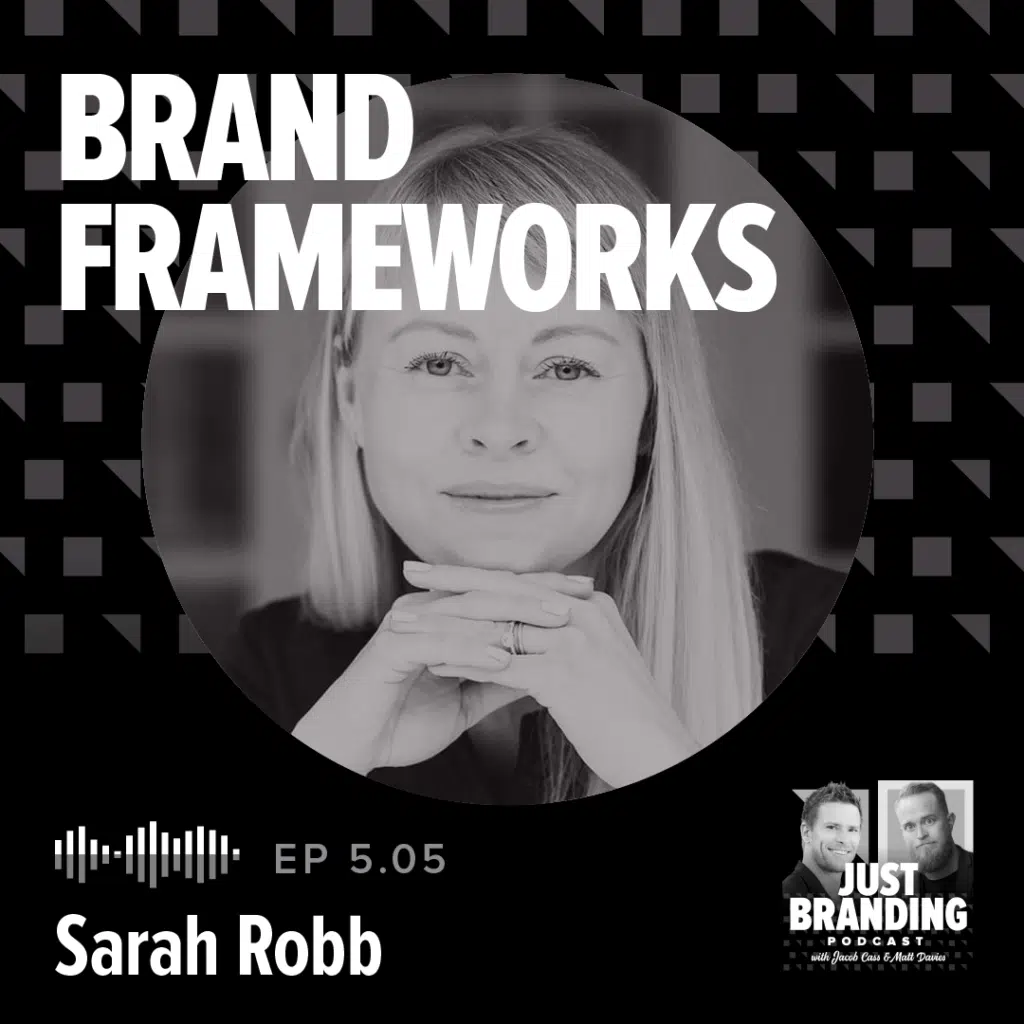 BRAND
FRAMEWORKS
EP 5.05
Sarah Robb
JUST
BRANDING
PODCAST
with Jacob Cass & Matt Davies